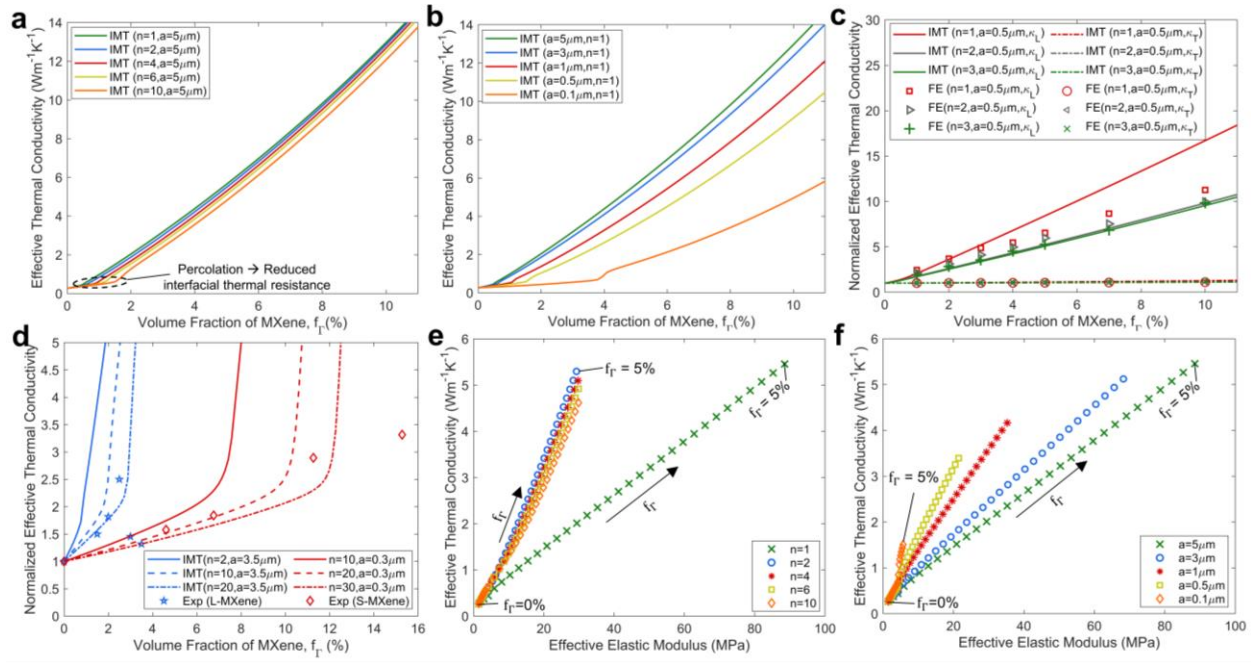 a
14
12
10
8
6
4
2
0
0 2 4 6 8 10
Effective Thermal Conductivity (Wm⁻¹K⁻¹)
Volume Fraction of MXene, f_Γ (%)
IMT (n=1,a=5μm)
IMT (n=2,a=5μm)
IMT (n=4,a=5μm)
IMT (n=6,a=5μm)
IMT (n=10,a=5μm)
Percolation → Reduced
interfacial thermal resistance
b
14
12
10
8
6
4
2
0
0 2 4 6 8 10
Effective Thermal Conductivity (Wm⁻¹K⁻¹)
Volume Fraction of MXene, f_Γ (%)
IMT (a=5μm,n=1)
IMT (a=3μm,n=1)
IMT (a=1μm,n=1)
IMT (a=0.5μm,n=1)
IMT (a=0.1μm,n=1)
c
30
25
20
15
10
5
0
0 2 4 6 8 10
Normalized Effective Thermal Conductivity
Volume Fraction of MXene, f_Γ (%)
IMT (n=1,a=0.5μm,κ_L) IMT (n=1,a=0.5μm,κ_T)
IMT (n=2,a=0.5μm,κ_L) IMT (n=2,a=0.5μm,κ_T)
IMT (n=3,a=0.5μm,κ_L) IMT (n=3,a=0.5μm,κ_T)
FE (n=1,a=0.5μm,κ_L) FE (n=1,a=0.5μm,κ_T)
FE (n=2,a=0.5μm,κ_L) FE(n=2,a=0.5μm,κ_T)
FE (n=3,a=0.5μm,κ_L) FE (n=3,a=0.5μm,κ_T)
d
5
4.5
4
3.5
3
2.5
2
1.5
1
0.5
0
0 2 4 6 8 10 12 14 16
Normalized Effective Thermal Conductivity
Volume Fraction of MXene, f_Γ (%)
IMT(n=2,a=3.5μm) n=10,a=0.3μm
IMT(n=10,a=3.5μm) n=20,a=0.3μm
IMT(n=20,a=3.5μm) n=30,a=0.3μm
Exp (L-MXene) Exp (S-MXene)
e
6
5
4
3
2
1
0
0 20 40 60 80 100
Effective Thermal Conductivity (Wm⁻¹K⁻¹)
Effective Elastic Modulus (MPa)
f_Γ = 5%
f_Γ = 5%
f_Γ
f_Γ
f_Γ=0%
n=1
n=2
n=4
n=6
n=10
f
6
5
4
3
2
1
0
0 20 40 60 80 100
Effective Thermal Conductivity (Wm⁻¹K⁻¹)
Effective Elastic Modulus (MPa)
f_Γ = 5%
f_Γ = 5%
f_Γ
f_Γ=0%
a=5μm
a=3μm
a=1μm
a=0.5μm
a=0.1μm